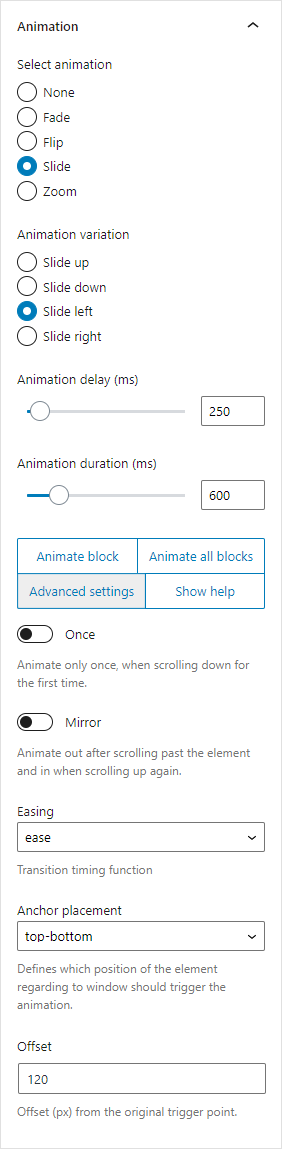 Animation
Select animation
None
Fade
Flip
Slide
Zoom
Animation variation
Slide up
Slide down
Slide left
Slide right
Animation delay (ms)
250
Animation duration (ms)
600
Animate block Animate all blocks
Advanced settings Show help
Once
Animate only once, when scrolling down for
the first time.
Mirror
Animate out after scrolling past the element
and in when scrolling up again.
Easing
ease
Transition timing function
Anchor placement
top-bottom
Defines which position of the element
regarding to window should trigger the
animation.
Offset
120
Offset (px) from the original trigger point.